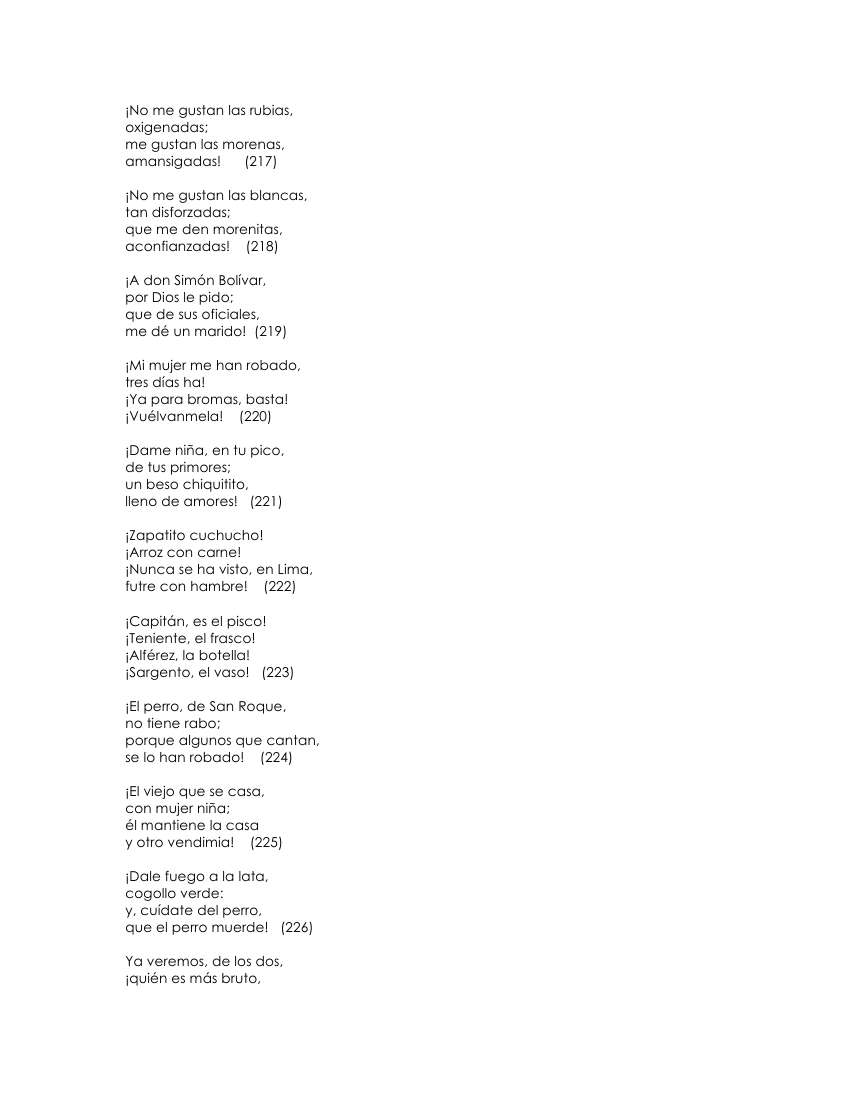 ¡No me gustan las rubias,
oxigenadas;
me gustan las morenas,
amansigadas! (217)
¡No me gustan las blancas,
tan disforzadas;
que me den morenitas,
aconfianzadas! (218)
¡A don Simón Bolívar,
por Dios le pido;
que de sus oficiales,
me dé un marido! (219)
¡Mi mujer me han robado,
tres días ha!
¡Ya para bromas, basta!
¡Vuélvanmela! (220)
¡Dame niña, en tu pico,
de tus primores;
un beso chiquitito,
lleno de amores! (221)
¡Zapatito cuchucho!
¡Arroz con carne!
¡Nunca se ha visto, en Lima,
futre con hambre! (222)
¡Capitán, es el pisco!
¡Teniente, el frasco!
¡Alférez, la botella!
¡Sargento, el vaso! (223)
¡El perro, de San Roque,
no tiene rabo;
porque algunos que cantan,
se lo han robado! (224)
¡El viejo que se casa,
con mujer niña;
él mantiene la casa
y otro vendimia! (225)
¡Dale fuego a la lata,
cogollo verde:
y, cuídate del perro,
que el perro muerde! (226)
Ya veremos, de los dos,
¡quién es más bruto,